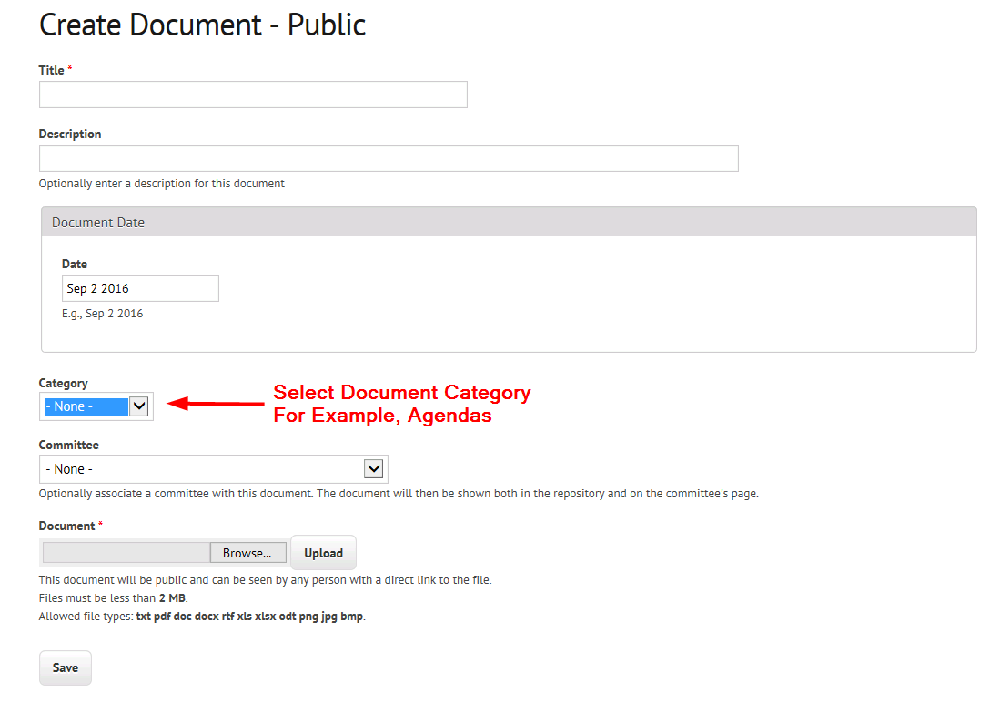 Create Document - Public
Title *
Description
Optionally enter a description for this document
Document Date
Date
Sep 2 2016
E.g., Sep 2 2016
Category
- None -
Select Document Category
For Example, Agendas
Committee
- None -
Optionally associate a committee with this document. The document will then be shown both in the repository and on the committee's page.
Document *
Browse... Upload
This document will be public and can be seen by any person with a direct link to the file.
Files must be less than 2 MB.
Allowed file types: txt pdf doc docx rtf xls xlsx odt png jpg bmp.
Save